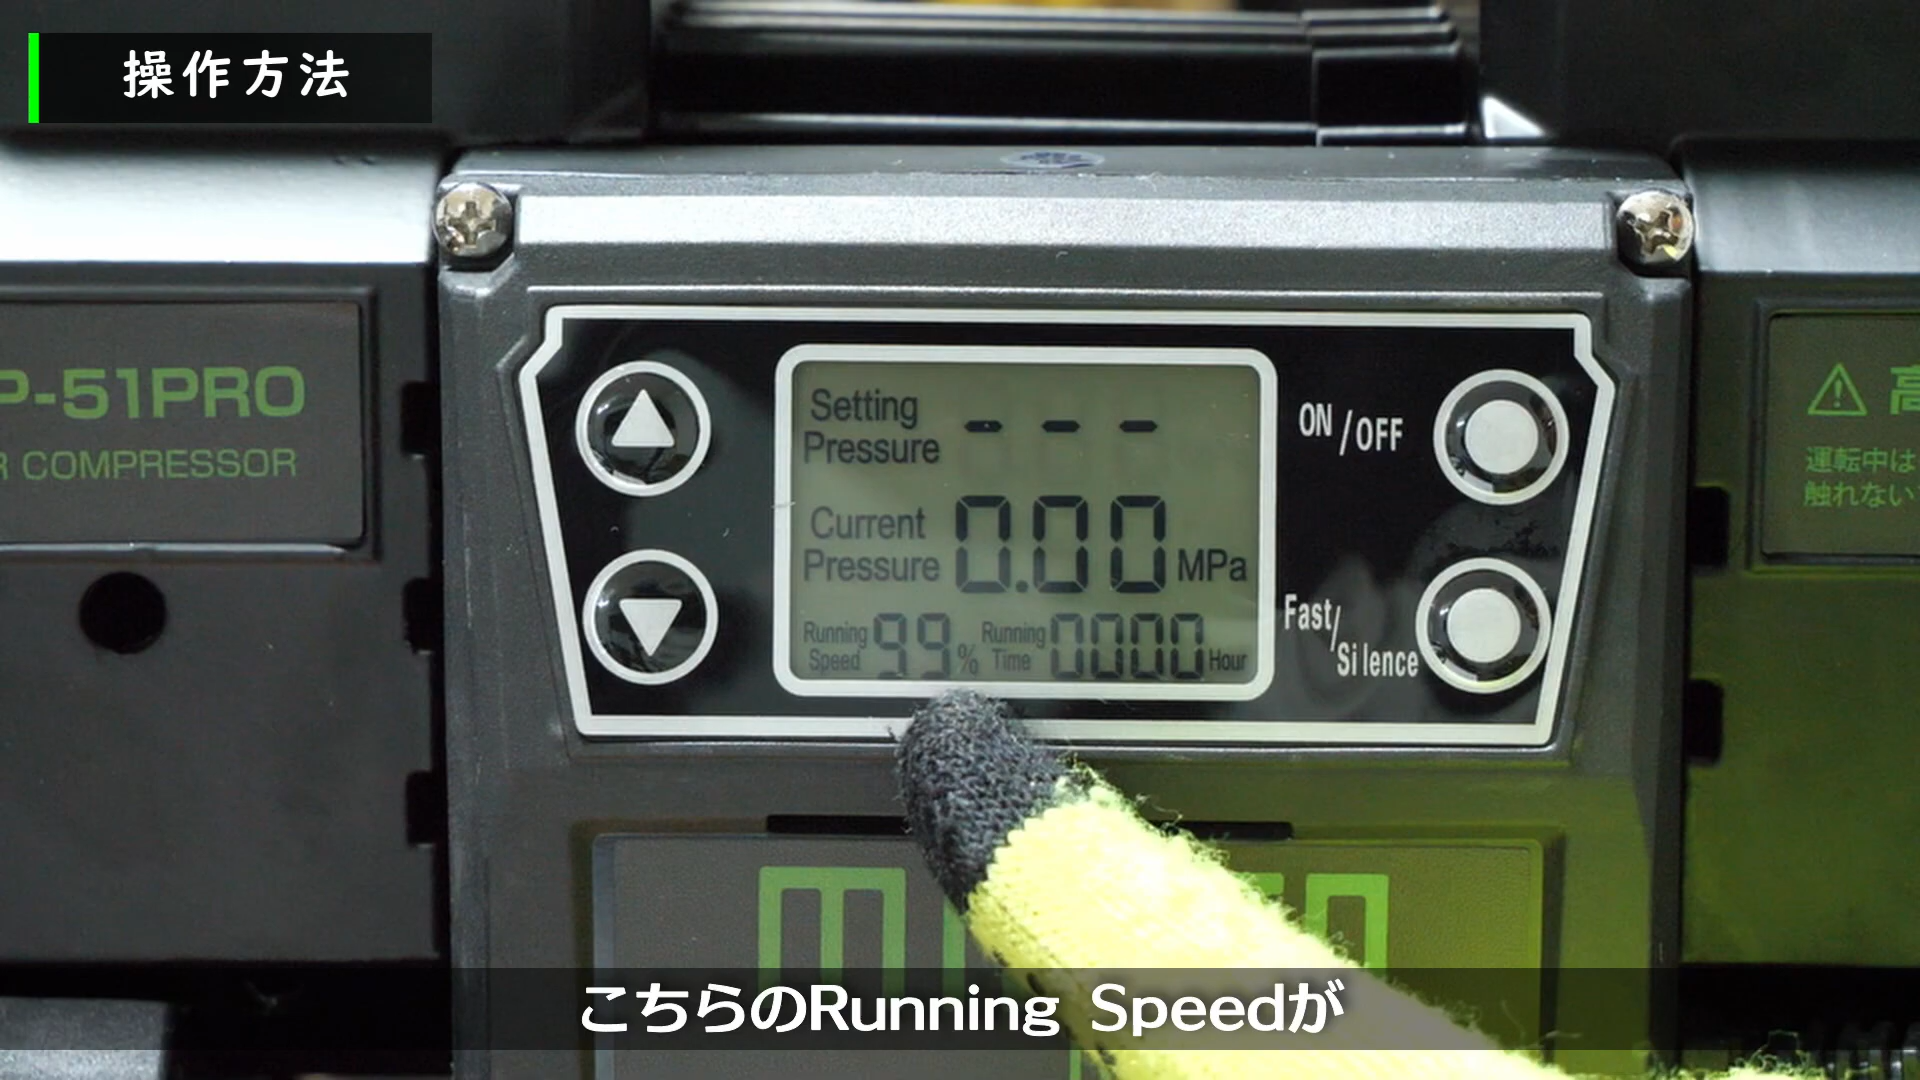 操作方法
P-51PRO
R COMPRESSOR
Setting
Pressure
- - -
Current
Pressure
0.00 MPa
Running
Speed
99 %
Running
Time
0000 Hour
ON/OFF
Fast/Silence
運転中は
触れない
こちらのRunning Speedが